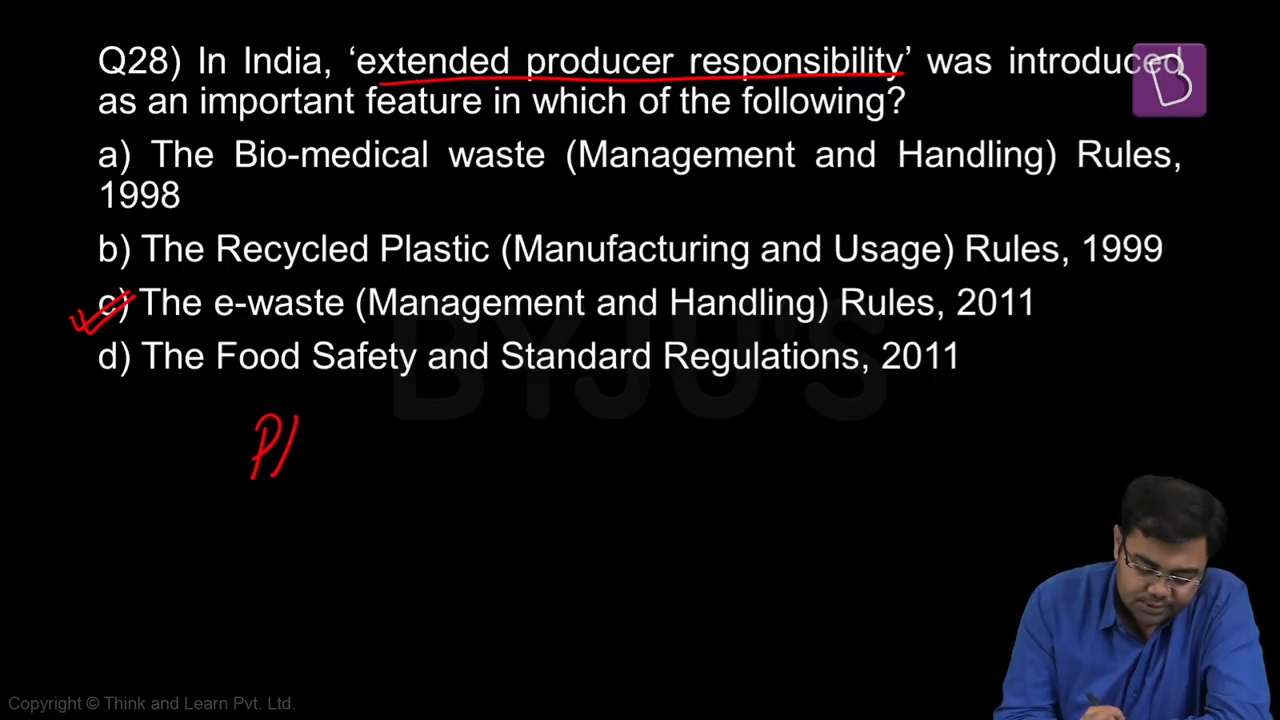 Q28) In India, ‘extended producer responsibility’ was introduced
as an important feature in which of the following?
a) The Bio-medical waste (Management and Handling) Rules,
1998
b) The Recycled Plastic (Manufacturing and Usage) Rules, 1999
c) The e-waste (Management and Handling) Rules, 2011
d) The Food Safety and Standard Regulations, 2011
BYJU'S
Copyright © Think and Learn Pvt. Ltd.